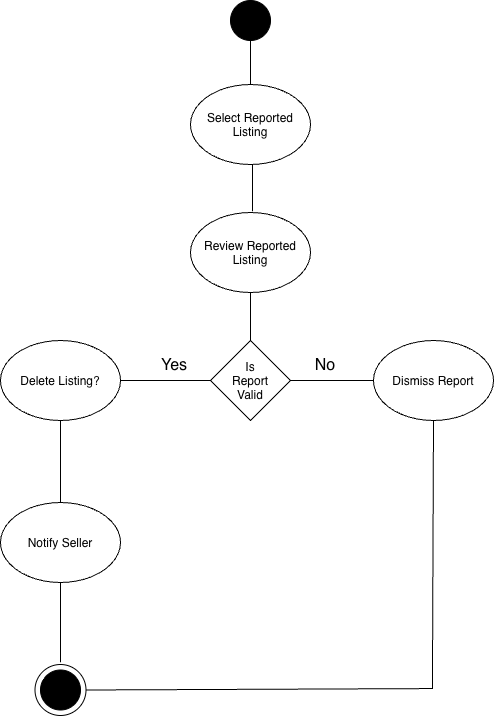 Select Reported
Listing
Review Reported
Listing
Yes
Is
Report
Valid
No
Delete Listing?
Dismiss Report
Notify Seller